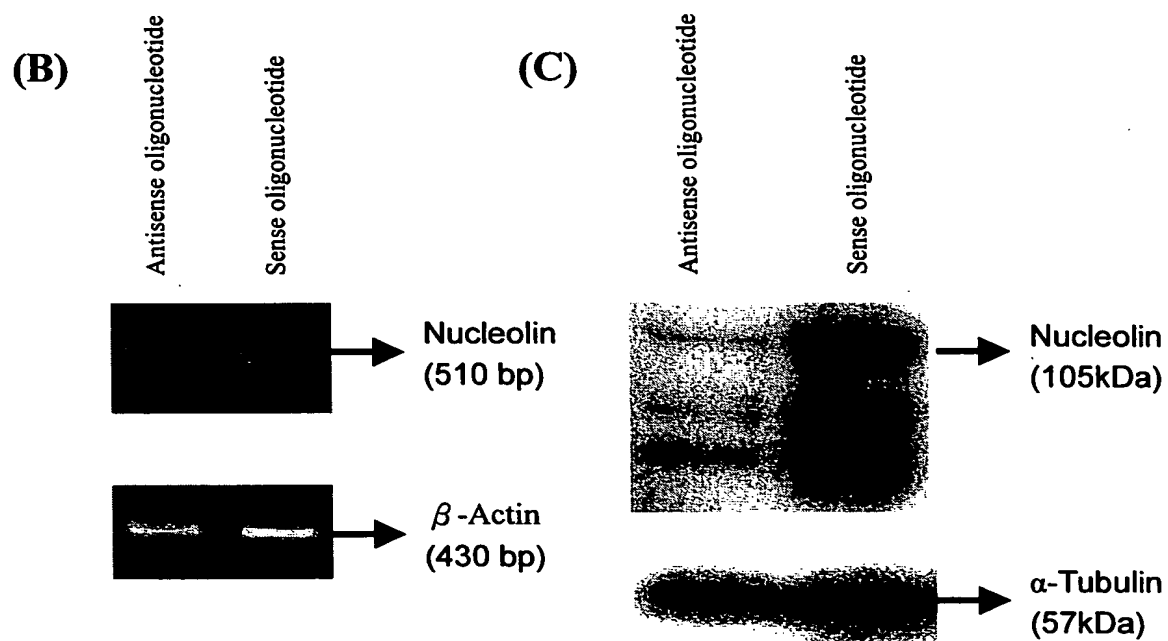 (B)
Antisense oligonucleotide
Sense oligonucleotide
Nucleolin
(510 bp)
β-Actin
(430 bp)
(C)
Antisense oligonucleotide
Sense oligonucleotide
Nucleolin
(105kDa)
α-Tubulin
(57kDa)